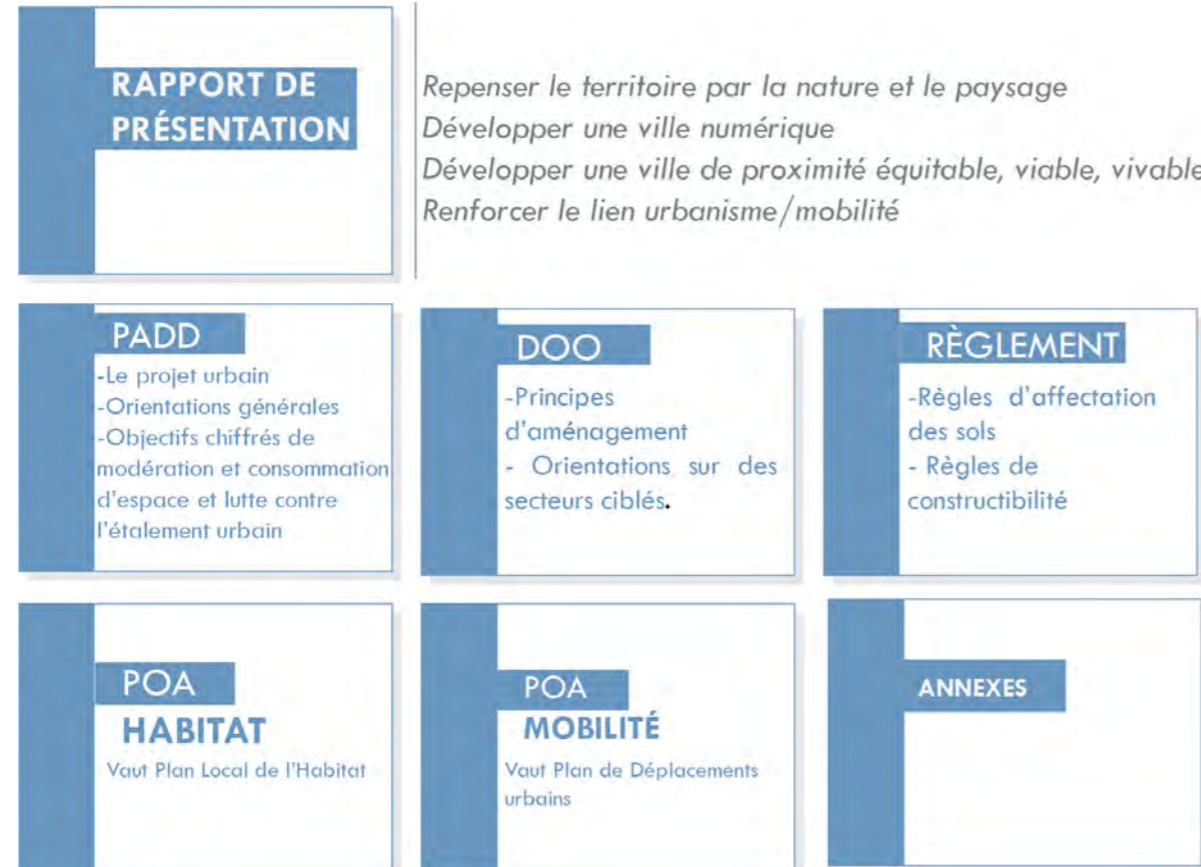 RAPPORT DE
PRÉSENTATION
Repenser le territoire par la nature et le paysage
Développer une ville numérique
Développer une ville de proximité équitable, viable, vivable
Renforcer le lien urbanisme/mobilité
PADD
-Le projet urbain
-Orientations générales
-Objectifs chiffrés de
modération et consommation
d'espace et lutte contre
l'étalement urbain
DOO
-Principes
d'aménagement
- Orientations sur des
secteurs ciblés.
RÈGLEMENT
-Règles d'affectation
des sols
- Règles de
constructibilité
POA
HABITAT
Vaut Plan Local de l'Habitat
POA
MOBILITÉ
Vaut Plan de Déplacements
urbains
ANNEXES